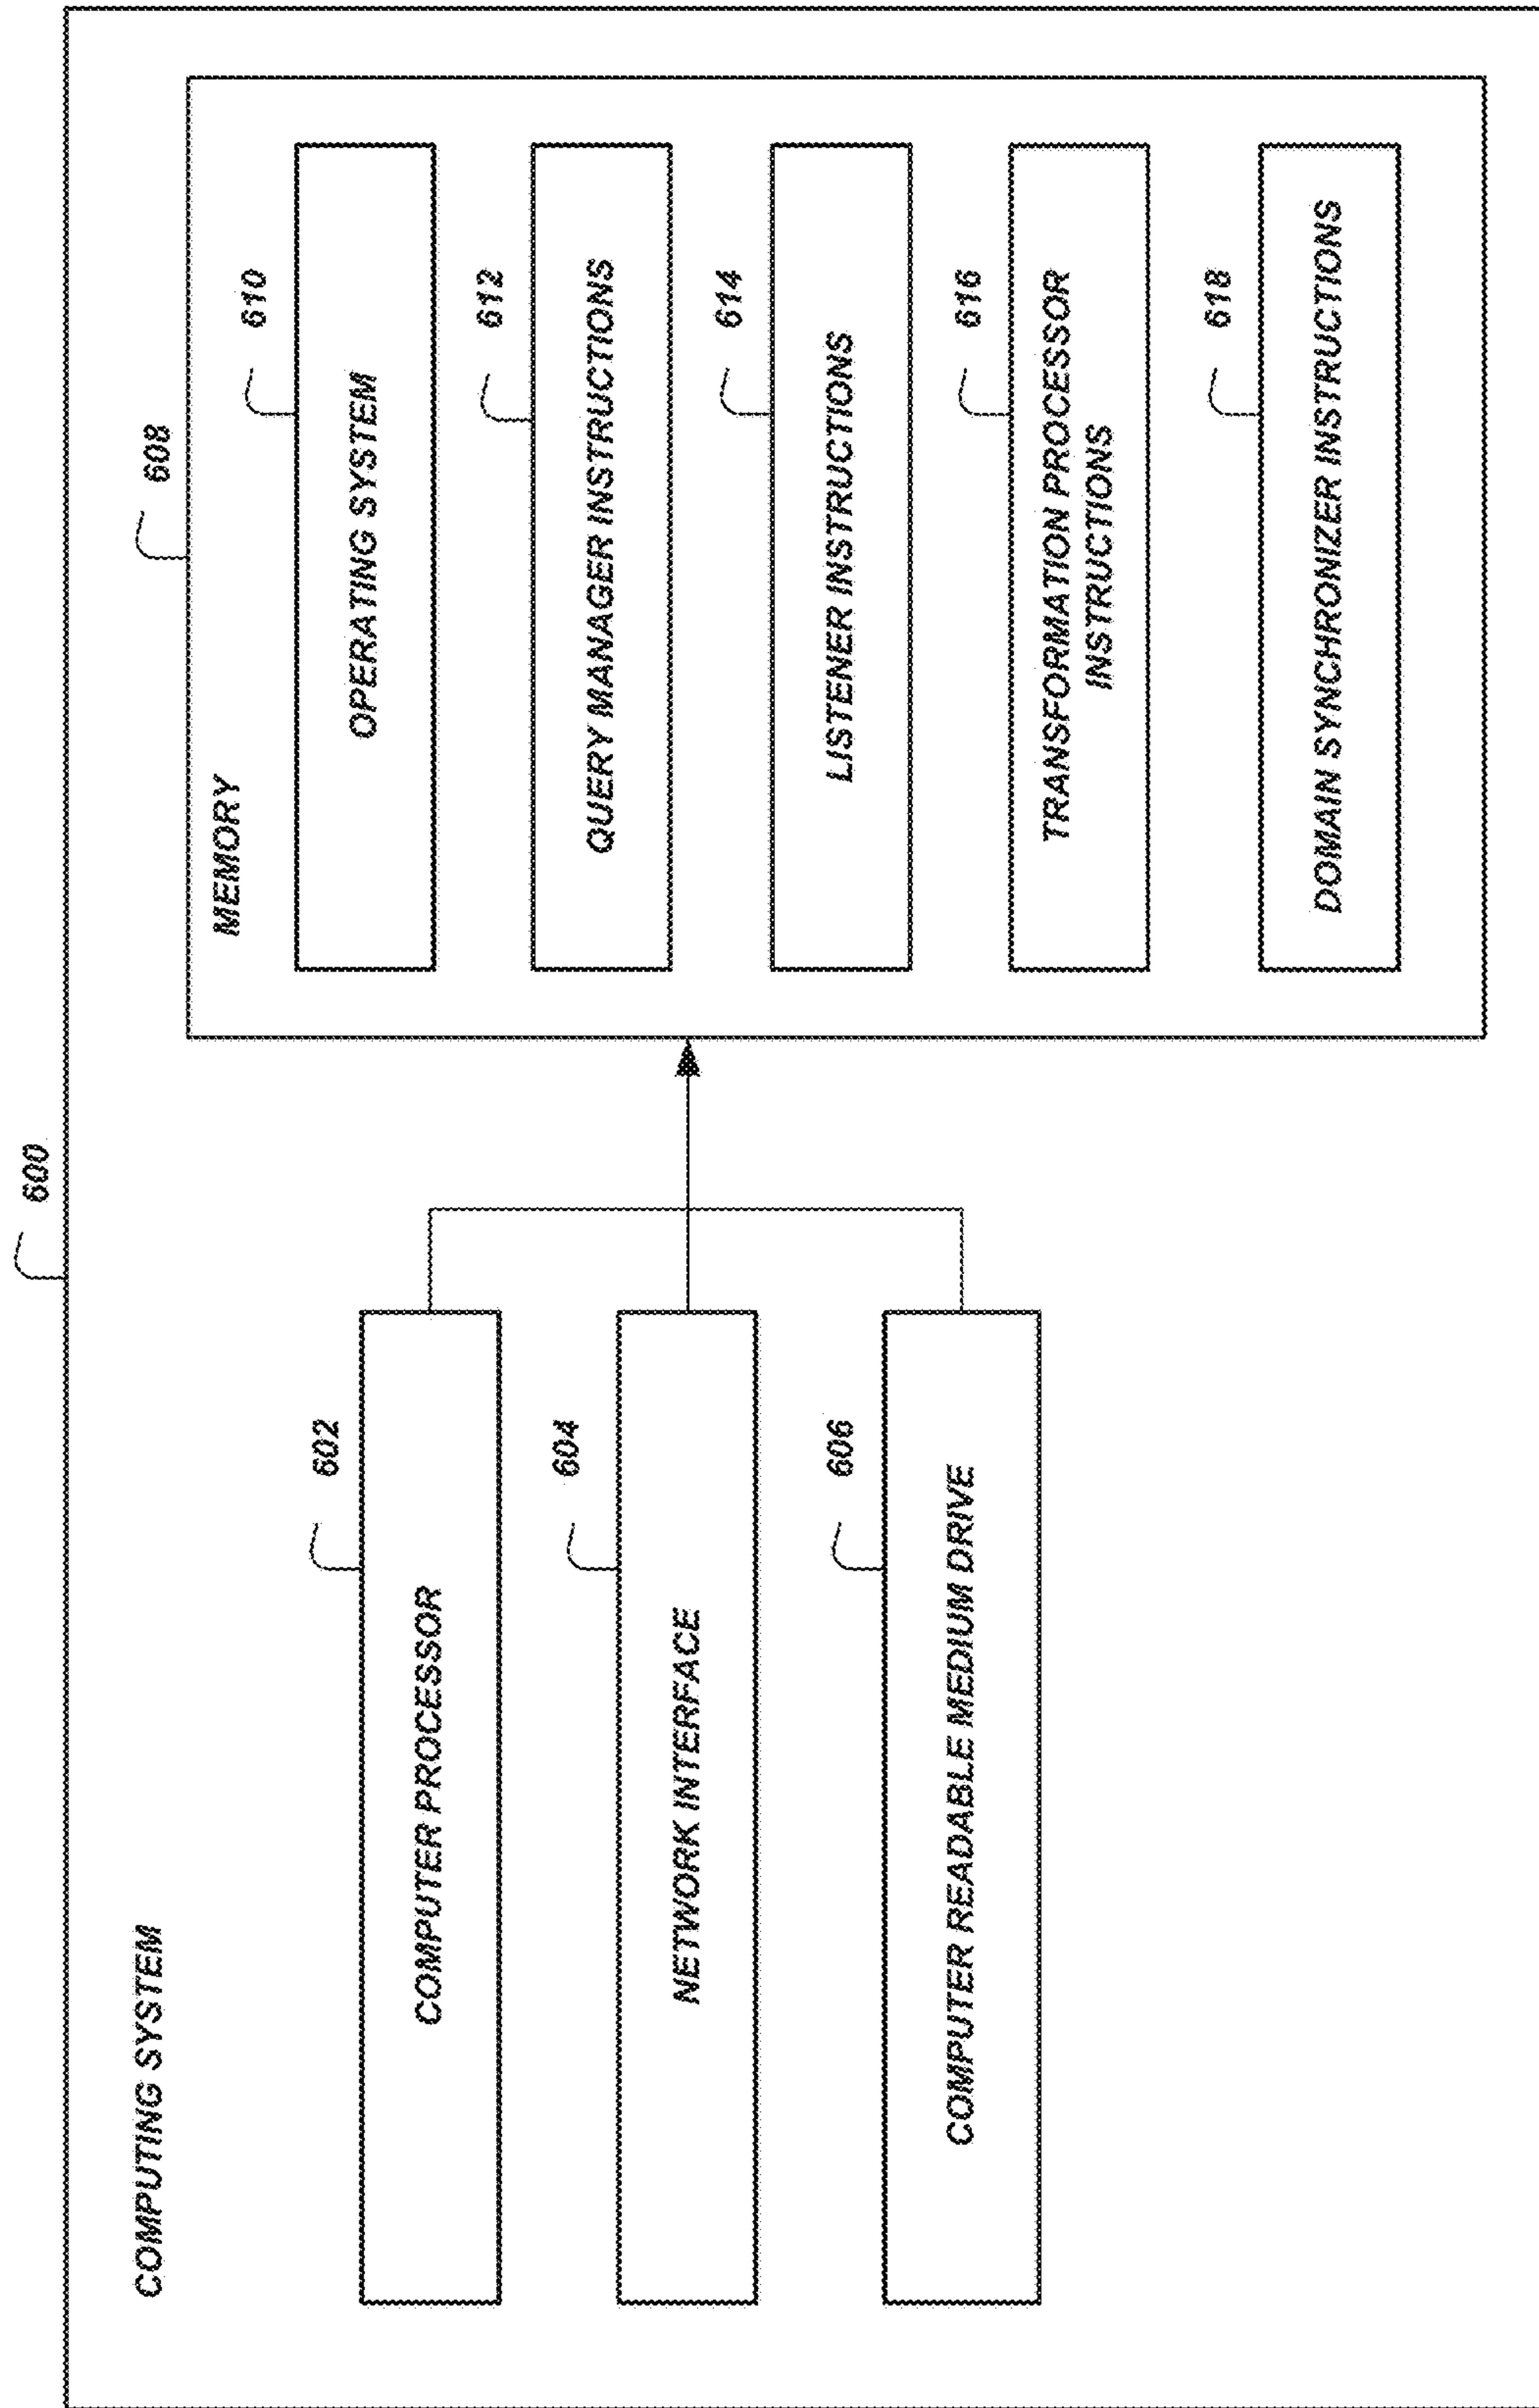 600
COMPUTING SYSTEM
602
COMPUTER PROCESSOR
604
NETWORK INTERFACE
606
COMPUTER READABLE MEDIUM DRIVE
608
MEMORY
610
OPERATING SYSTEM
612
QUERY MANAGER INSTRUCTIONS
614
LISTENER INSTRUCTIONS
616
TRANSFORMATION PROCESSOR
INSTRUCTIONS
618
DOMAIN SYNCHRONIZER INSTRUCTIONS